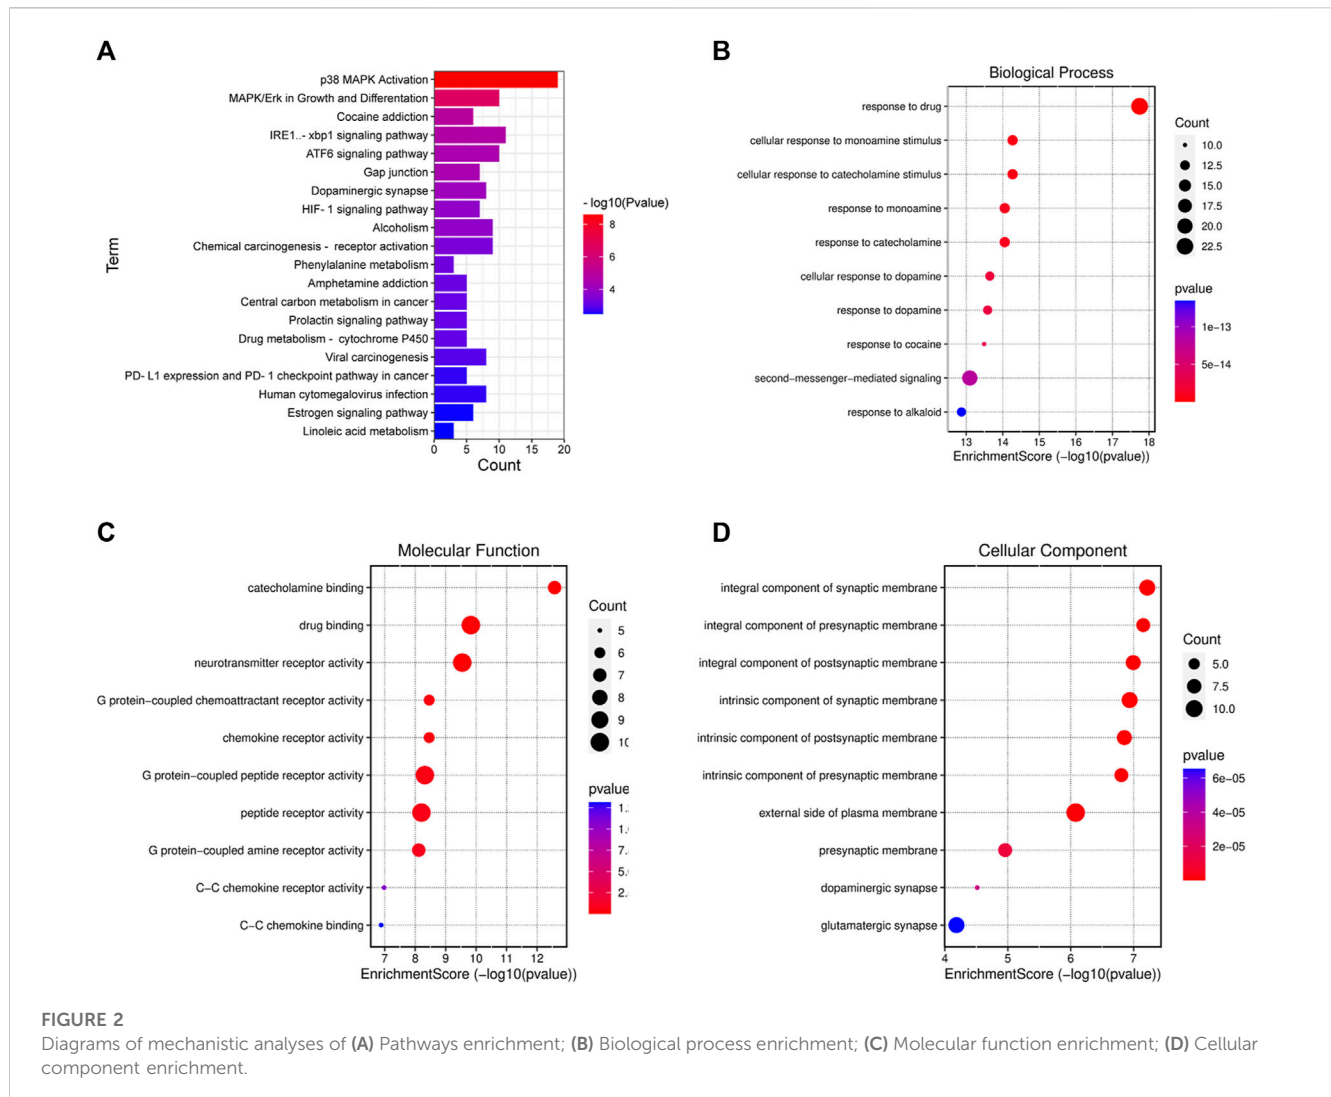 A
p38 MAPK Activation
MAPK/Erk in Growth and Differentation
Cocaine addiction
IRE1..- xbp1 signaling pathway
ATF6 signaling pathway
Gap junction
Dopaminergic synapse
HIF- 1 signaling pathway
Alcoholism
Chemical carcinogenesis - receptor activation
Phenylalanine metabolism
Amphetamine addiction
Central carbon metabolism in cancer
Prolactin signaling pathway
Drug metabolism - cytochrome P450
Viral carcinogenesis
PD- L1 expression and PD- 1 checkpoint pathway in cancer
Human cytomegalovirus infection
Estrogen signaling pathway
Linoleic acid metabolism
Term
0 5 10 15 20
Count
- log10(Pvalue)
8
6
4
B
Biological Process
response to drug
cellular response to monoamine stimulus
cellular response to catecholamine stimulus
response to monoamine
response to catecholamine
cellular response to dopamine
response to dopamine
response to cocaine
second−messenger−mediated signaling
response to alkaloid
13 14 15 16 17 18
EnrichmentScore (−log10(pvalue))
Count
10.0
12.5
15.0
17.5
20.0
22.5
pvalue
1e−13
5e−14
C
Molecular Function
catecholamine binding
drug binding
neurotransmitter receptor activity
G protein−coupled chemoattractant receptor activity
chemokine receptor activity
G protein−coupled peptide receptor activity
peptide receptor activity
G protein−coupled amine receptor activity
C−C chemokine receptor activity
C−C chemokine binding
7 8 9 10 11 12
EnrichmentScore (−log10(pvalue))
Count
5
6
7
8
9
10
pvalue
1.
1.
7.
5.
2.
D
Cellular Component
integral component of synaptic membrane
integral component of presynaptic membrane
integral component of postsynaptic membrane
intrinsic component of synaptic membrane
intrinsic component of postsynaptic membrane
intrinsic component of presynaptic membrane
external side of plasma membrane
presynaptic membrane
dopaminergic synapse
glutamatergic synapse
4 5 6 7
EnrichmentScore (−log10(pvalue))
Count
5.0
7.5
10.0
pvalue
6e−05
4e−05
2e−05
FIGURE 2
Diagrams of mechanistic analyses of (A) Pathways enrichment; (B) Biological process enrichment; (C) Molecular function enrichment; (D) Cellular
component enrichment.